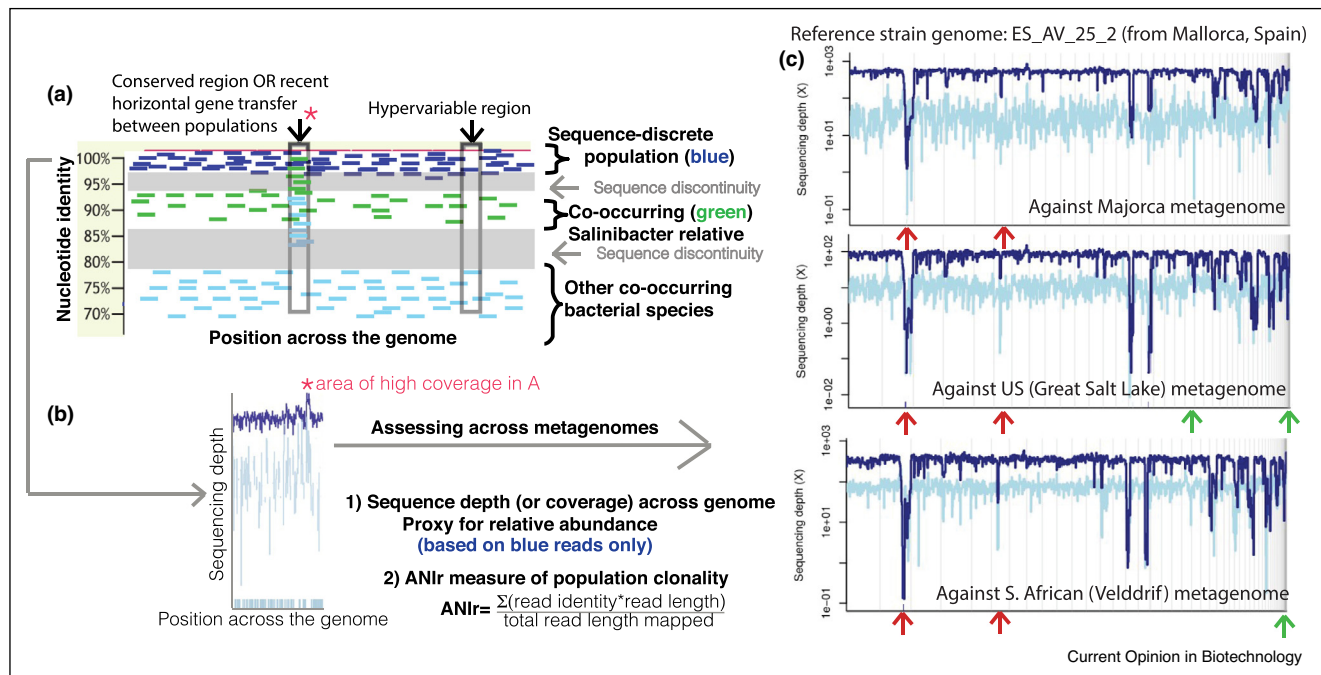 Reference strain genome: ES_AV_25_2 (from Mallorca, Spain)
(a)
Conserved region OR recent
horizontal gene transfer
between populations
*
Hypervariable region
Nucleotide identity
100%
95%
90%
85%
80%
75%
70%
Sequence-discrete
population (blue)
Sequence discontinuity
Co-occurring (green)
Salinibacter relative
Sequence discontinuity
Other co-occurring
bacterial species
Position across the genome
(b)
*area of high coverage in A
Sequencing depth
Position across the genome
Assessing across metagenomes
1) Sequence depth (or coverage) across genome
Proxy for relative abundance
(based on blue reads only)
2) ANIr measure of population clonality
ANIr= Σ(read identity*read length)
total read length mapped
(c)
Sequencing depth (X)
1e+03
1e+01
1e−01
Against Majorca metagenome
Sequencing depth (X)
1e+02
1e+00
1e−02
Against US (Great Salt Lake) metagenome
Sequencing depth (X)
1e+03
1e+01
1e−01
Against S. African (Velddrif) metagenome
Current Opinion in Biotechnology